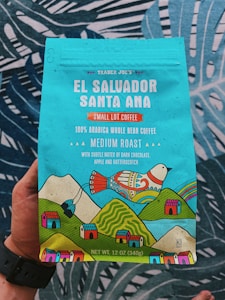 TRADER JOE'S
EL SALVADOR
SANTA ANA
SMALL LOT COFFEE
100% ARABICA WHOLE BEAN COFFEE
MEDIUM ROAST
WITH SUBTLE NOTES OF DARK CHOCOLATE,
APPLE AND BUTTERSCOTCH
NET WT. 12 OZ (340g)